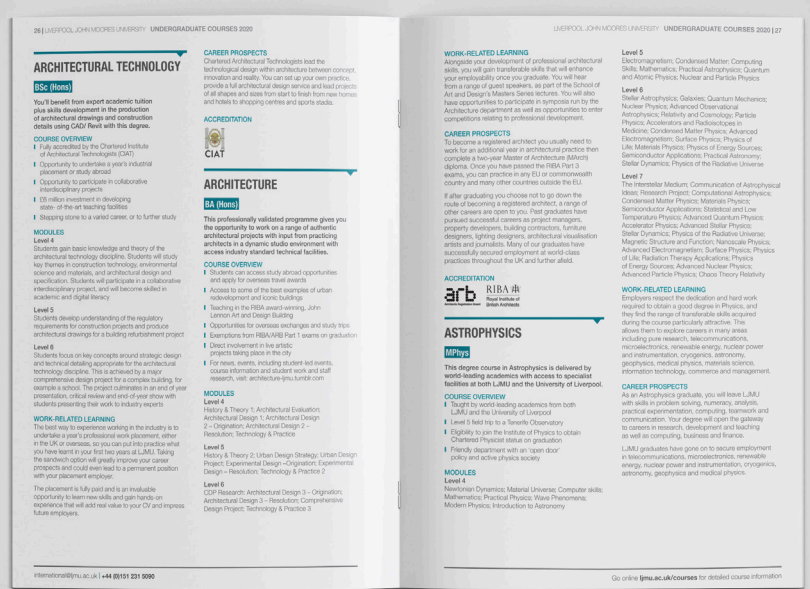 26 | LIVERPOOL JOHN MOORES UNIVERSITY UNDERGRADUATE COURSES 2020
ARCHITECTURAL TECHNOLOGY
BSc (Hons)
You'll benefit from expert academic tuition
plus skills development in the production
of architectural drawings and construction
details using CAD/ Revit with this degree.
COURSE OVERVIEW
Fully accredited by the Chartered Institute
of Architectural Technologists (CIAT)
Opportunity to undertake a year's industrial
placement or study abroad
Opportunity to participate in collaborative
interdisciplinary projects
£6 million investment in developing
state- of-the-art teaching facilities
Stepping stone to a varied career, or to further study
MODULES
Level 4
Students gain basic knowledge and theory of the
architectural technology discipline. Students will study
key themes in construction technology, environmental
science and materials, and architectural design and
specification. Students will participate in a collaborative
interdisciplinary project, and will become skilled in
academic and digital literacy
Level 5
Students develop understanding of the regulatory
requirements for construction projects and produce
architectural drawings for a building refurbishment project
Level 6
Students focus on key concepts around strategic design
and technical detailing appropriate for the architectural
technology discipline. This is achieved by a major
comprehensive design project for a complex building, for
example a school. The project culminates in an end of year
presentation, critical review and end-of-year show with
students presenting their work to industry experts
WORK-RELATED LEARNING
The best way to experience working in the industry is to
undertake a year's professional work placement, either
in the UK or overseas, so you can put into practice what
you have learnt in your first two years at LJMU. Taking
the sandwich option will greatly improve your career
prospects and could even lead to a permanent position
with your placement employer.
The placement is fully paid and is an invaluable
opportunity to learn new skills and gain hands-on
experience that will add real value to your CV and impress
future employers.
international@ljmu.ac.uk | +44 (0)151 231 5090
CAREER PROSPECTS
Chartered Architectural Technologists lead the
technological design within architecture between concept,
innovation and reality. You can set up your own practice,
provide a full architectural design service and lead projects
of all shapes and sizes from start to finish from new homes
and hotels to shopping centres and sports stadia.
ACCREDITATION
CIAT
ARCHITECTURE
BA (Hons)
This professionally validated programme gives you
the opportunity to work on a range of authentic
architectural projects with input from practicing
architects in a dynamic studio environment with access
industry standard technical facilities.
COURSE OVERVIEW
Students can access study abroad opportunities
and apply for overseas travel awards
Access to some of the best examples of urban
redevelopment and iconic buildings
Teaching in the RIBA award-winning, John
Lennon Art and Design Building
Opportunities for overseas exchanges and study trips
Exemptions from RIBA/ARB Part 1 exams on graduation
Direct involvement in live artistic
projects taking place in the city
For news, events, including student-led events,
course information and student work and staff
research, visit: architecture-ljmu.tumblr.com
MODULES
Level 4
History & Theory 1; Architectural Evaluation;
Architectural Design 1; Architectural Design
2 – Origination; Architectural Design 2 –
Resolution; Technology & Practice
Level 5
History & Theory 2; Urban Design Strategy; Urban Design
Project; Experimental Design –Origination; Experimental
Design – Resolution; Technology & Practice 2
Level 6
CDP Research; Architectural Design 3 – Origination;
Architectural Design 3 – Resolution; Comprehensive
Design Project; Technology & Practice 3
LIVERPOOL JOHN MOORES UNIVERSITY UNDERGRADUATE COURSES 2020 | 27
WORK-RELATED LEARNING
Alongside your development of professional architectural
skills, you will gain transferable skills that will enhance
your employability once you graduate. You will hear
from a range of guest speakers, as part of the School of
Art and Design's Masters Series lectures. You will also
have opportunities to participate in symposia run by the
Architecture department as well as opportunities to enter
competitions relating to professional development.
CAREER PROSPECTS
To become a registered architect you usually need to
work for an additional year in architectural practice then
complete a two-year Master of Architecture (MArch)
diploma. Once you have passed the RIBA Part 3
exams, you can practice in any EU or commonwealth
country and many other countries outside the EU.
If after graduating you choose not to go down the
route of becoming a registered architect, a range of
other careers are open to you. Past graduates have
pursued successful careers as project managers,
property developers, building contractors, furniture
designers, lighting designers, architectural visualisation
artists and journalists. Many of our graduates have
successfully secured employment at world-class
practices throughout the UK and further afield.
ACCREDITATION
arb
Architects Registration Board
RIBA
Royal Institute of
British Architects
ASTROPHYSICS
MPhys
This degree course in Astrophysics is delivered by
world-leading academics with access to specialist
facilities at both LJMU and the University of Liverpool.
COURSE OVERVIEW
Taught by world-leading academics from both
LJMU and the University of Liverpool
Level 5 field trip to a Tenerife Observatory
Eligibility to join the Institute of Physics to obtain
Chartered Physicist status on graduation
Friendly department with an 'open door'
policy and active physics society
MODULES
Level 4
Newtonian Dynamics; Material Universe; Computer skills;
Mathematics; Practical Physics; Wave Phenomena;
Modern Physics; Introduction to Astronomy
Level 5
Electromagnetism; Condensed Matter; Computing
Skills; Mathematics; Practical Astrophysics; Quantum
and Atomic Physics; Nuclear and Particle Physics
Level 6
Stellar Astrophysics; Galaxies; Quantum Mechanics;
Nuclear Physics; Advanced Observational
Astrophysics; Relativity and Cosmology; Particle
Physics; Accelerators and Radioisotopes in
Medicine; Condensed Matter Physics; Advanced
Electromagnetism; Surface Physics; Physics of
Life; Materials Physics; Physics of Energy Sources;
Semiconductor Applications; Practical Astronomy;
Stellar Dynamics; Physics of the Radiative Universe
Level 7
The Interstellar Medium; Communication of Astrophysical
Ideas; Research Project; Computational Astrophysics;
Condensed Matter Physics; Materials Physics;
Semiconductor Applications; Statistical and Low
Temperature Physics; Advanced Quantum Physics;
Accelerator Physics; Advanced Stellar Physics;
Stellar Dynamics; Physics of the Radiative Universe;
Magnetic Structure and Function; Nanoscale Physics;
Advanced Electromagnetism; Surface Physics; Physics
of Life; Radiation Therapy Applications; Physics
of Energy Sources; Advanced Nuclear Physics;
Advanced Particle Physics; Chaos Theory Relativity
WORK-RELATED LEARNING
Employers respect the dedication and hard work
required to obtain a good degree in Physics, and
they find the range of transferable skills acquired
during the course particularly attractive. This
allows them to explore careers in many areas
including pure research, telecommunications,
microelectronics, renewable energy, nuclear power
and instrumentation, cryogenics, astronomy,
geophysics, medical physics, materials science,
information technology, commerce and management.
CAREER PROSPECTS
As an Astrophysics graduate, you will leave LJMU
with skills in problem solving, numeracy, analysis,
practical experimentation, computing, teamwork and
communication. Your degree will open the gateway
to careers in research, development and teaching
as well as computing, business and finance.
LJMU graduates have gone on to secure employment
in telecommunications, microelectronics, renewable
energy, nuclear power and instrumentation, cryogenics,
astronomy, geophysics and medical physics.
Go online ljmu.ac.uk/courses for detailed course information